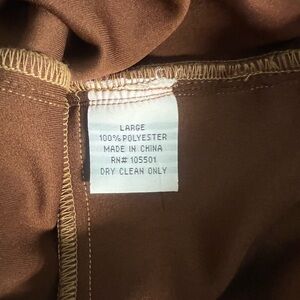 LARGE
100% POLYESTER
MADE IN CHINA
RN# 105501
DRY CLEAN ONLY